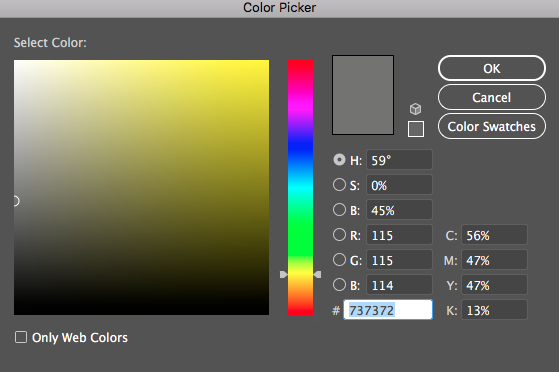 Color Picker
Select Color:
OK
Cancel
Color Swatches
H: 59°
S: 0%
B: 45%
R: 115 C: 56%
G: 115 M: 47%
B: 114 Y: 47%
# 737372 K: 13%
Only Web Colors